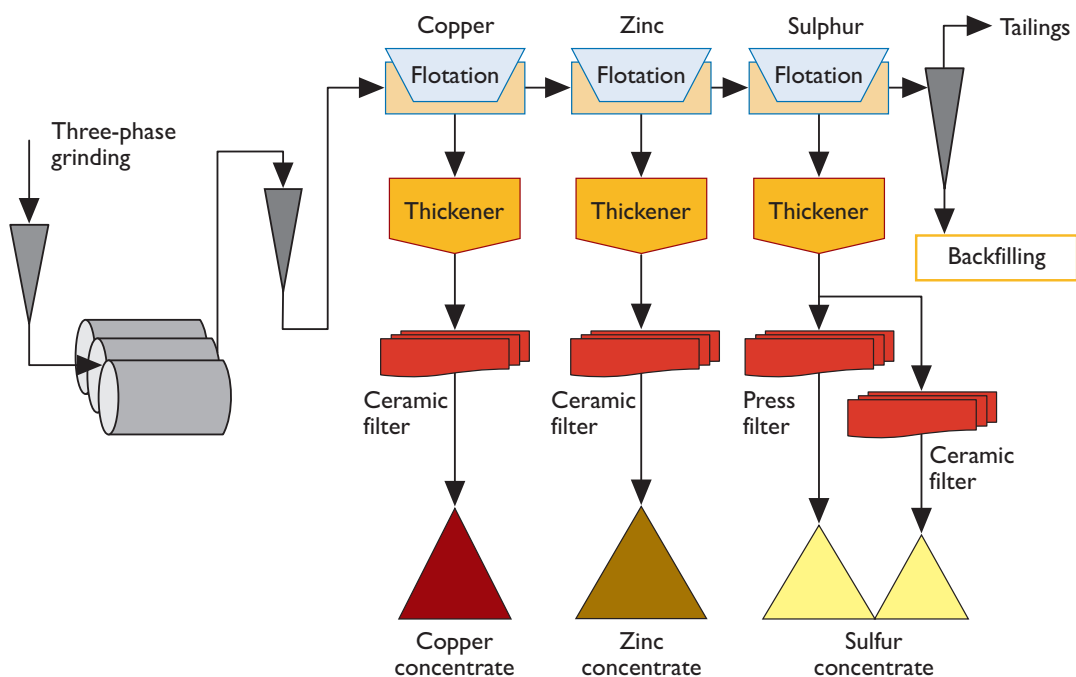 Copper
Zinc
Sulphur
Tailings
Flotation
Flotation
Flotation
Three-phase
grinding
Thickener
Thickener
Thickener
Backfilling
Ceramic
filter
Ceramic
filter
Press
filter
Ceramic
filter
Copper
concentrate
Zinc
concentrate
Sulfur
concentrate